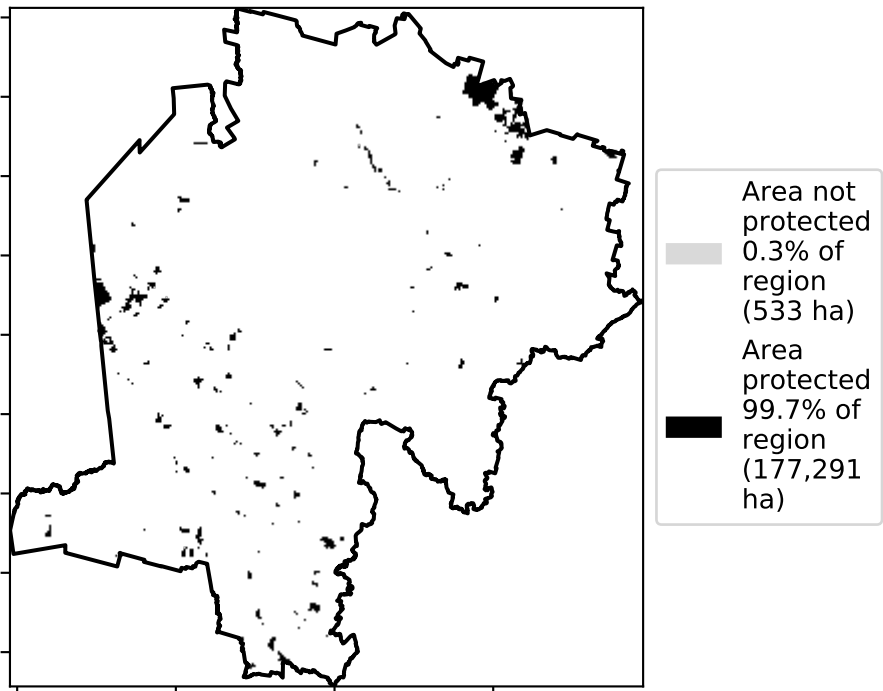 Area not
protected
0.3% of
region
(533 ha)
Area
protected
99.7% of
region
(177,291
ha)